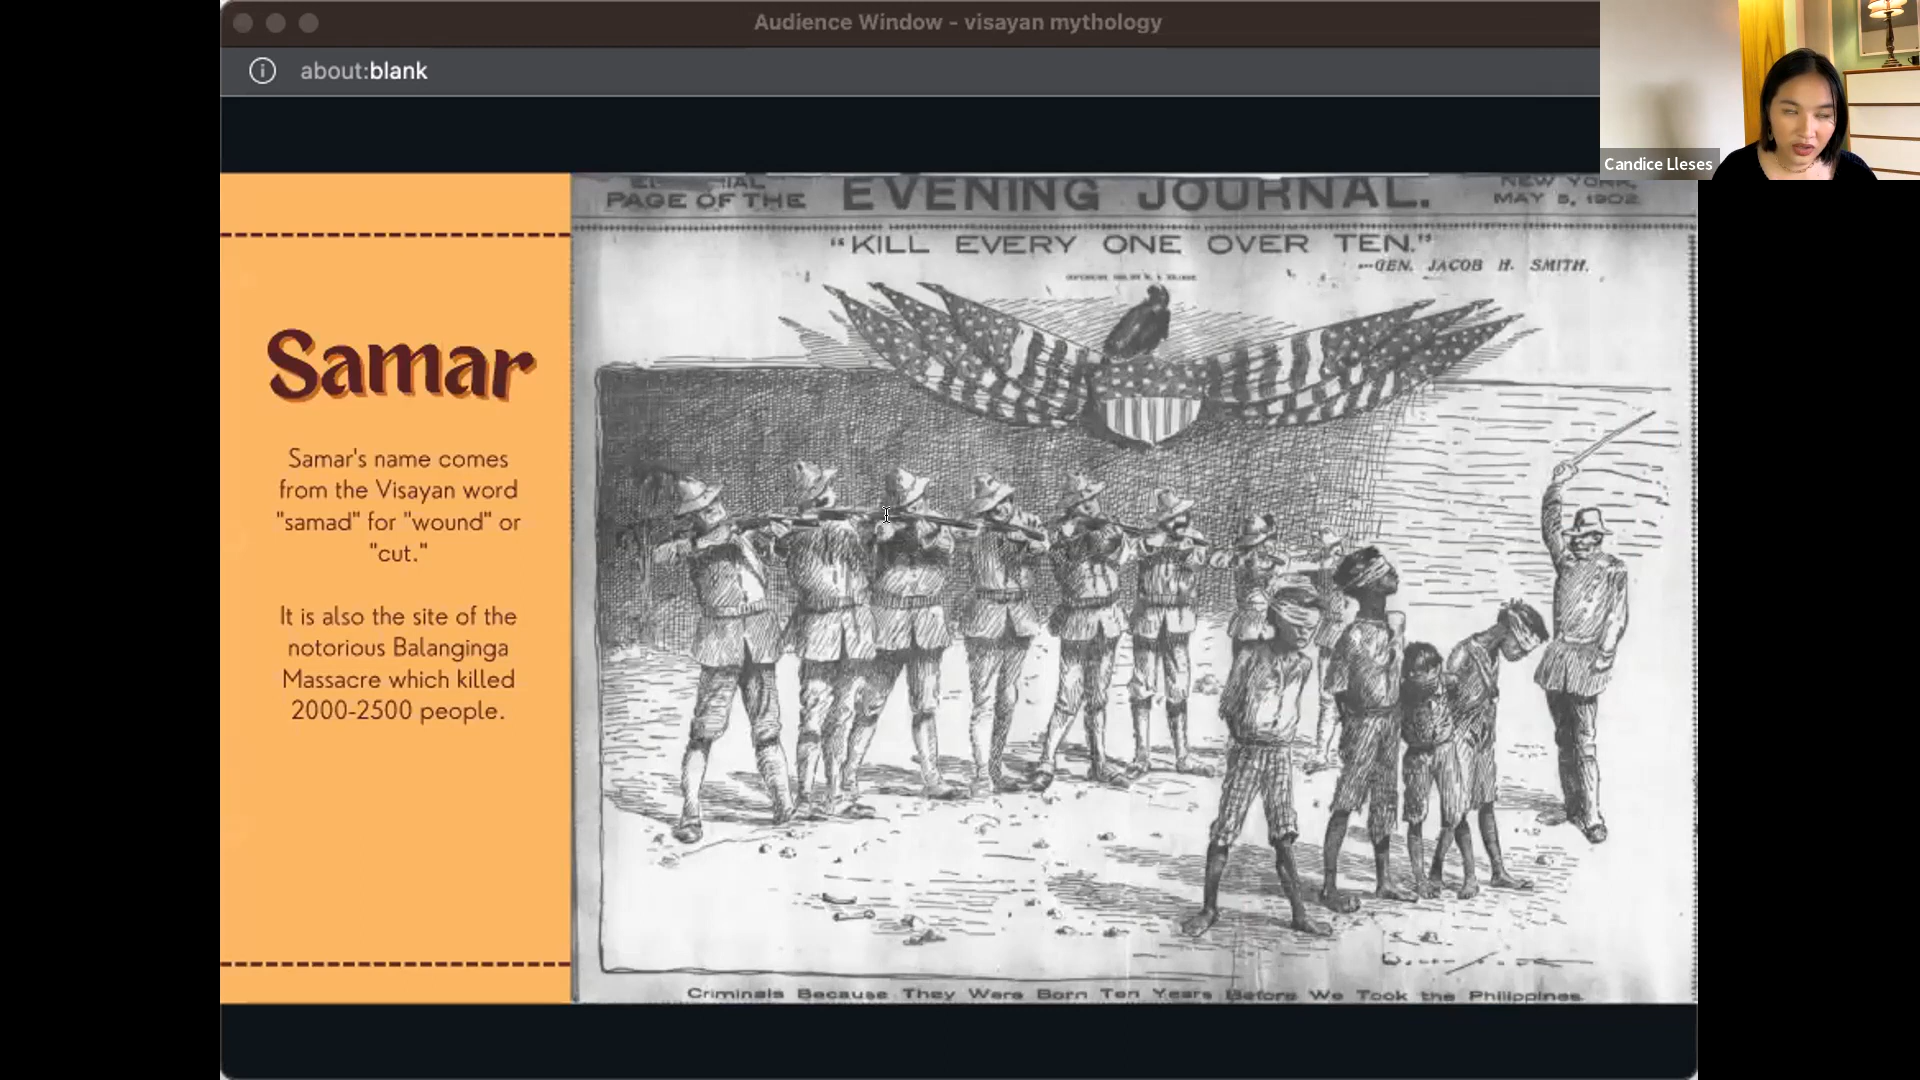 Audience Window - visayan mythology
about:blank
Candice Lleses
PAGE OF THE
EVENING JOURNAL.
NEW YORK,
MAY 5, 1902
"KILL EVERY ONE OVER TEN."
—GEN. JACOB H. SMITH.
Samar
Samar's name comes
from the Visayan word
"samad" for "wound" or
"cut."
It is also the site of the
notorious Balanginga
Massacre which killed
2000-2500 people.
Criminals Because They Were Born Ten Years Before We Took the Philippines.